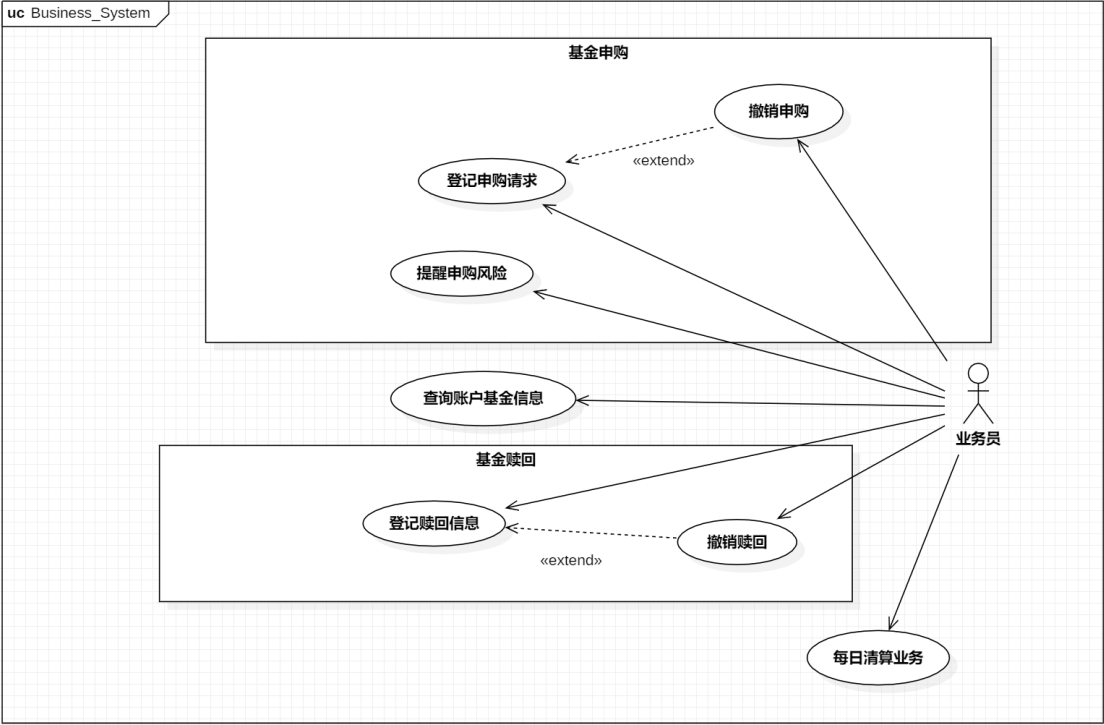 uc Business_System
基金申购
撤销申购
«extend»
登记申购请求
提醒申购风险
查询账户基金信息
业务员
基金赎回
登记赎回信息
撤销赎回
«extend»
每日清算业务